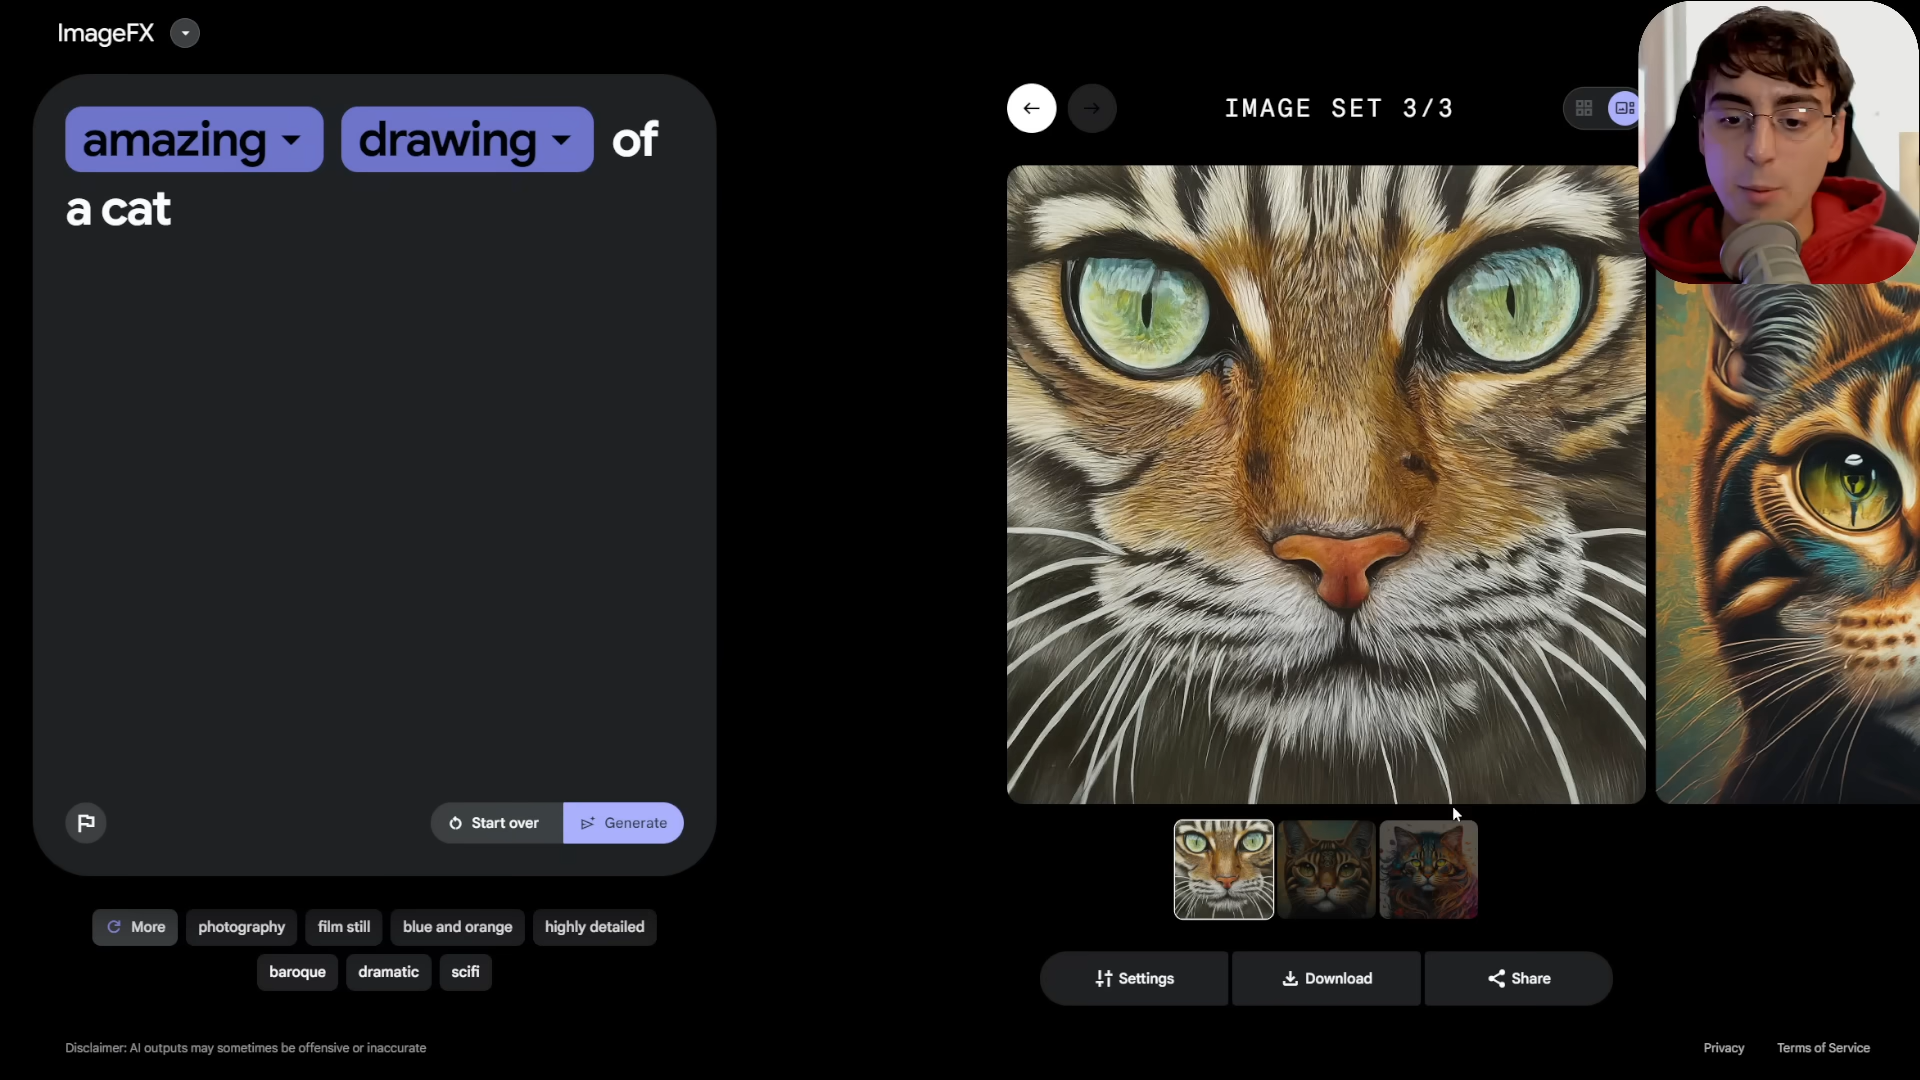 ImageFX
amazing drawing of
a cat
Start over
Generate
More
photography
film still
blue and orange
highly detailed
baroque
dramatic
scifi
Disclaimer: AI outputs may sometimes be offensive or inaccurate
IMAGE SET 3/3
Settings
Download
Share
Privacy
Terms of Service